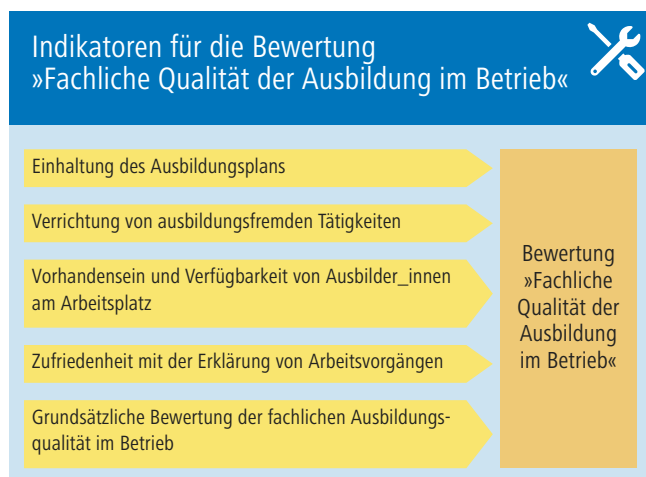 Indikatoren für die Bewertung
»Fachliche Qualität der Ausbildung im Betrieb«
Einhaltung des Ausbildungsplans
Verrichtung von ausbildungsfremden Tätigkeiten
Vorhandensein und Verfügbarkeit von Ausbilder_innen
am Arbeitsplatz
Zufriedenheit mit der Erklärung von Arbeitsvorgängen
Grundsätzliche Bewertung der fachlichen Ausbildungs-
qualität im Betrieb
Bewertung
»Fachliche
Qualität der
Ausbildung
im Betrieb«